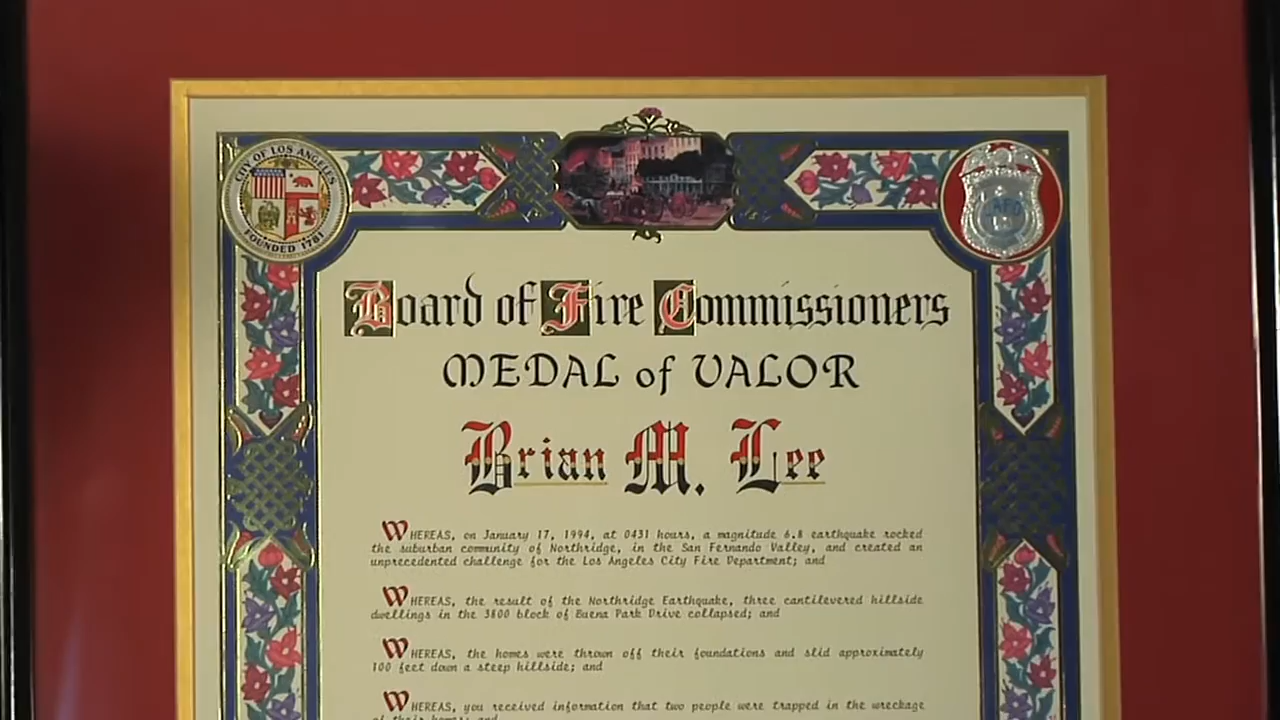 CITY OF LOS ANGELES
FOUNDED 1781
LAFD
Board of Fire Commissioners
MEDAL of VALOR
Brian M. Lee
WHEREAS, on January 17, 1994, at 0431 hours, a magnitude 6.8 earthquake rocked
the suburban community of Northridge, in the San Fernando Valley, and created an
unprecedented challenge for the Los Angeles City Fire Department; and
WHEREAS, the result of the Northridge Earthquake, three cantilevered hillside
dwellings in the 3800 block of Buena Park Drive collapsed; and
WHEREAS, the homes were thrown off their foundations and slid approximately
100 feet down a steep hillside; and
WHEREAS, you received information that two people were trapped in the wreckage
of their homes; and